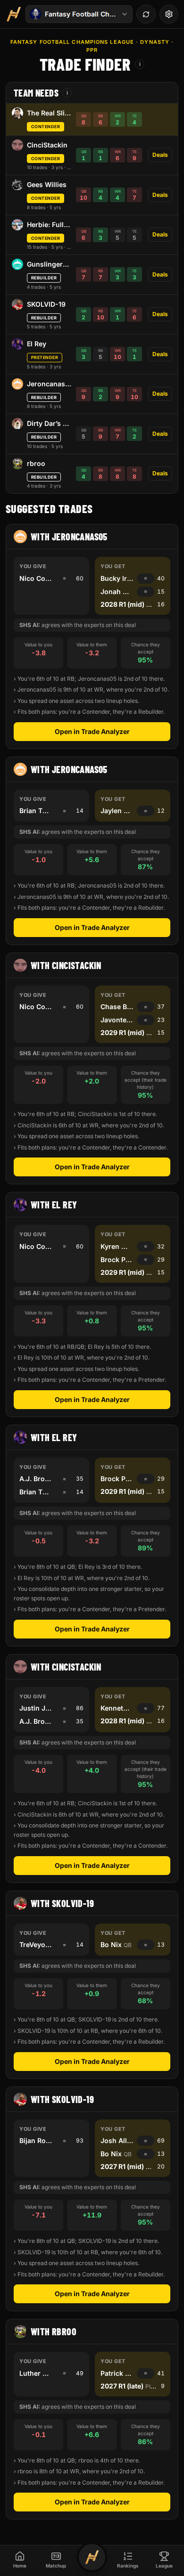 Fantasy Football Ch...
FANTASY FOOTBALL CHAMPIONS LEAGUE · DYNASTY · PPR
TRADE FINDER
TEAM NEEDS
The Real Sli...
CONTENDER
QB 8 RB 6 WR 2 TE 4
CinciStackin
CONTENDER
10 trades · 3 yrs · ...
QB 1 RB 1 WR 6 TE 9
Deals
Gees Willies
CONTENDER
8 trades · 5 yrs
QB 10 RB 4 WR 4 TE 7
Deals
Herbie: Full...
CONTENDER
15 trades · 5 yrs · ...
QB 6 RB 3 WR 5 TE 5
Deals
Gunslinger...
REBUILDER
4 trades · 5 yrs
QB 7 RB 7 WR 3 TE 3
Deals
SKOLVID-19
REBUILDER
5 trades · 5 yrs
QB 2 RB 10 WR 1 TE 6
Deals
El Rey
PRETENDER
5 trades · 3 yrs
QB 3 RB 5 WR 10 TE 1
Deals
Jeroncanas...
REBUILDER
8 trades · 5 yrs
QB 9 RB 2 WR 9 TE 10
Deals
Dirty Dar's ...
REBUILDER
10 trades · 5 yrs
QB 5 RB 9 WR 7 TE 2
Deals
rbroo
REBUILDER
4 trades · 3 yrs
QB 4 RB 8 WR 8 TE 8
Deals
SUGGESTED TRADES
WITH JERONCANAS05
YOU GIVE
Nico Co... 60
YOU GET
Bucky Ir... 40
Jonah ... 15
2028 R1 (mid) ... 16
SHS AI: agrees with the experts on this deal
Value to you
-3.8
Value to them
-3.2
Chance they accept
95%
› You're 6th of 10 at RB; Jeroncanas05 is 2nd of 10 there.
› Jeroncanas05 is 9th of 10 at WR, where you're 2nd of 10.
› You spread one asset across two lineup holes.
› Fits both plans: you're a Contender, they're a Rebuilder.
Open in Trade Analyzer
WITH JERONCANAS05
YOU GIVE
Brian T... 14
YOU GET
Jaylen ... 12
SHS AI: agrees with the experts on this deal
Value to you
-1.0
Value to them
+5.6
Chance they accept
87%
› You're 6th of 10 at RB; Jeroncanas05 is 2nd of 10 there.
› Jeroncanas05 is 9th of 10 at WR, where you're 2nd of 10.
› Fits both plans: you're a Contender, they're a Rebuilder.
Open in Trade Analyzer
WITH CINCISTACKIN
YOU GIVE
Nico Co... 60
YOU GET
Chase B... 37
Javonte... 23
2029 R1 (mid) ... 15
SHS AI: agrees with the experts on this deal
Value to you
-2.0
Value to them
+2.0
Chance they accept (their trade history)
95%
› You're 6th of 10 at RB; CinciStackin is 1st of 10 there.
› CinciStackin is 6th of 10 at WR, where you're 2nd of 10.
› You spread one asset across two lineup holes.
› Fits both plans: you're a Contender, they're a Contender.
Open in Trade Analyzer
WITH EL REY
YOU GIVE
Nico Co... 60
YOU GET
Kyren ... 32
Brock P... 29
2029 R1 (mid) ... 15
SHS AI: agrees with the experts on this deal
Value to you
-3.3
Value to them
+0.8
Chance they accept
95%
› You're 6th of 10 at RB/QB; El Rey is 5th of 10 there.
› El Rey is 10th of 10 at WR, where you're 2nd of 10.
› You spread one asset across two lineup holes.
› Fits both plans: you're a Contender, they're a Pretender.
Open in Trade Analyzer
WITH EL REY
YOU GIVE
A.J. Bro... 35
Brian T... 14
YOU GET
Brock P... 29
2029 R1 (mid) ... 15
SHS AI: agrees with the experts on this deal
Value to you
-0.5
Value to them
-3.2
Chance they accept
89%
› You're 8th of 10 at QB; El Rey is 3rd of 10 there.
› El Rey is 10th of 10 at WR, where you're 2nd of 10.
› You consolidate depth into one stronger starter, so your roster spots open up.
› Fits both plans: you're a Contender, they're a Pretender.
Open in Trade Analyzer
WITH CINCISTACKIN
YOU GIVE
Justin J... 86
A.J. Bro... 35
YOU GET
Kennet... 77
2028 R1 (mid) ... 16
SHS AI: agrees with the experts on this deal
Value to you
-4.0
Value to them
+4.0
Chance they accept (their trade history)
95%
› You're 6th of 10 at RB; CinciStackin is 1st of 10 there.
› CinciStackin is 6th of 10 at WR, where you're 2nd of 10.
› You consolidate depth into one stronger starter, so your roster spots open up.
› Fits both plans: you're a Contender, they're a Contender.
Open in Trade Analyzer
WITH SKOLVID-19
YOU GIVE
TreVeyo... 14
YOU GET
Bo Nix QB 13
SHS AI: agrees with the experts on this deal
Value to you
-1.2
Value to them
+0.9
Chance they accept
68%
› You're 8th of 10 at QB; SKOLVID-19 is 2nd of 10 there.
› SKOLVID-19 is 10th of 10 at RB, where you're 6th of 10.
› Fits both plans: you're a Contender, they're a Rebuilder.
Open in Trade Analyzer
WITH SKOLVID-19
YOU GIVE
Bijan Ro... 93
YOU GET
Josh All... 69
Bo Nix QB 13
2027 R1 (mid) ... 20
SHS AI: agrees with the experts on this deal
Value to you
-7.1
Value to them
+11.9
Chance they accept
95%
› You're 8th of 10 at QB; SKOLVID-19 is 2nd of 10 there.
› SKOLVID-19 is 10th of 10 at RB, where you're 6th of 10.
› You spread one asset across two lineup holes.
› Fits both plans: you're a Contender, they're a Rebuilder.
Open in Trade Analyzer
WITH RBROO
YOU GIVE
Luther ... 49
YOU GET
Patrick ... 41
2027 R1 (late) PI... 9
SHS AI: agrees with the experts on this deal
Value to you
-0.1
Value to them
+6.6
Chance they accept
86%
› You're 8th of 10 at QB; rbroo is 4th of 10 there.
› rbroo is 8th of 10 at WR, where you're 2nd of 10.
› Fits both plans: you're a Contender, they're a Rebuilder.
Open in Trade Analyzer
Home
Matchup
Rankings
League